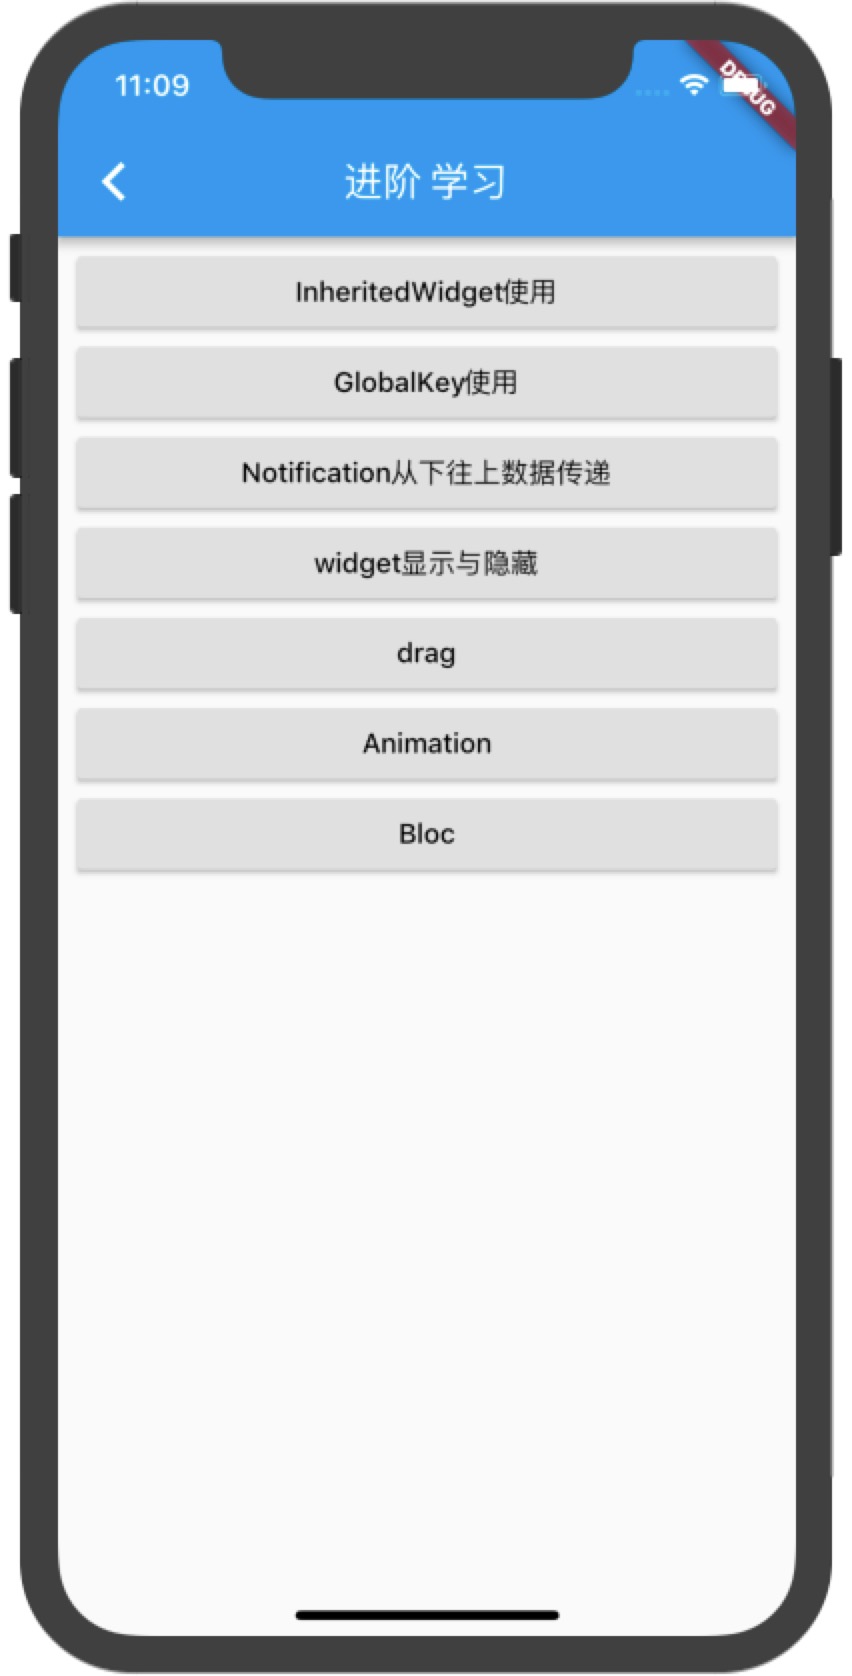 11:09
DEBUG
进阶 学习
InheritedWidget使用
GlobalKey使用
Notification从下往上数据传递
widget显示与隐藏
drag
Animation
Bloc